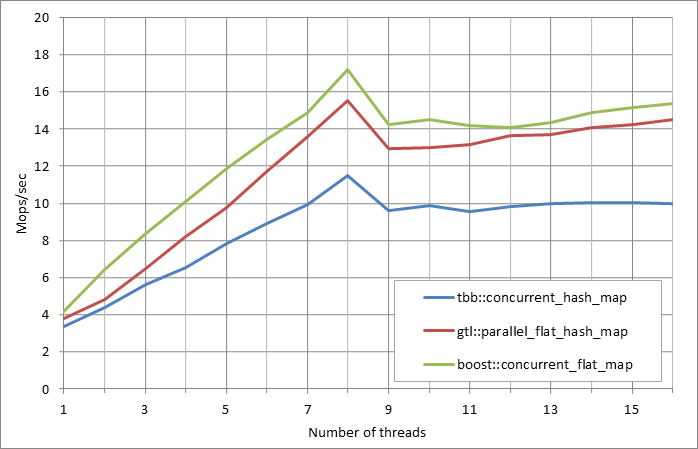 20
18
16
14
12
10
8
6
4
2
0
Mops/sec
tbb::concurrent_hash_map
gtl::parallel_flat_hash_map
boost::concurrent_flat_map
1 3 5 7 9 11 13 15
Number of threads